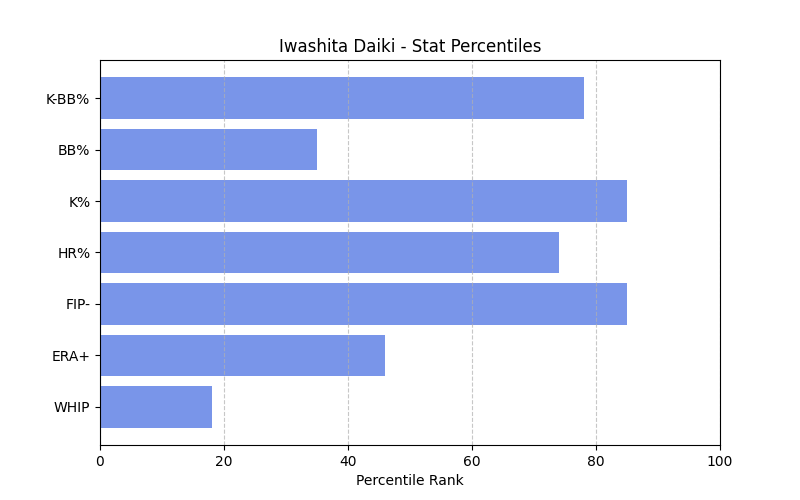 Iwashita Daiki - Stat Percentiles
K-BB%
BB%
K%
HR%
FIP-
ERA+
WHIP
0 20 40 60 80 100
Percentile Rank